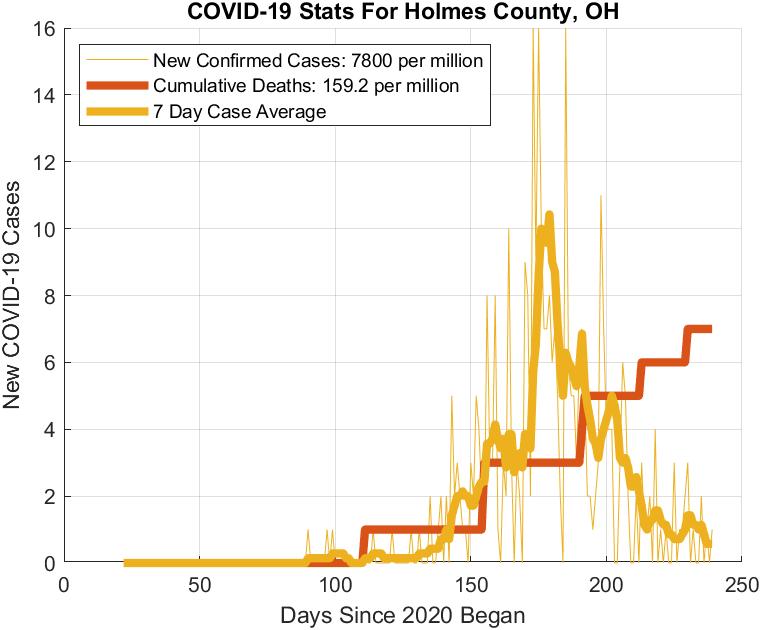 COVID-19 Stats For Holmes County, OH
16
14
12
10
8
6
4
2
0
New COVID-19 Cases
New Confirmed Cases: 7800 per million
Cumulative Deaths: 159.2 per million
7 Day Case Average
0 50 100 150 200 250
Days Since 2020 Began